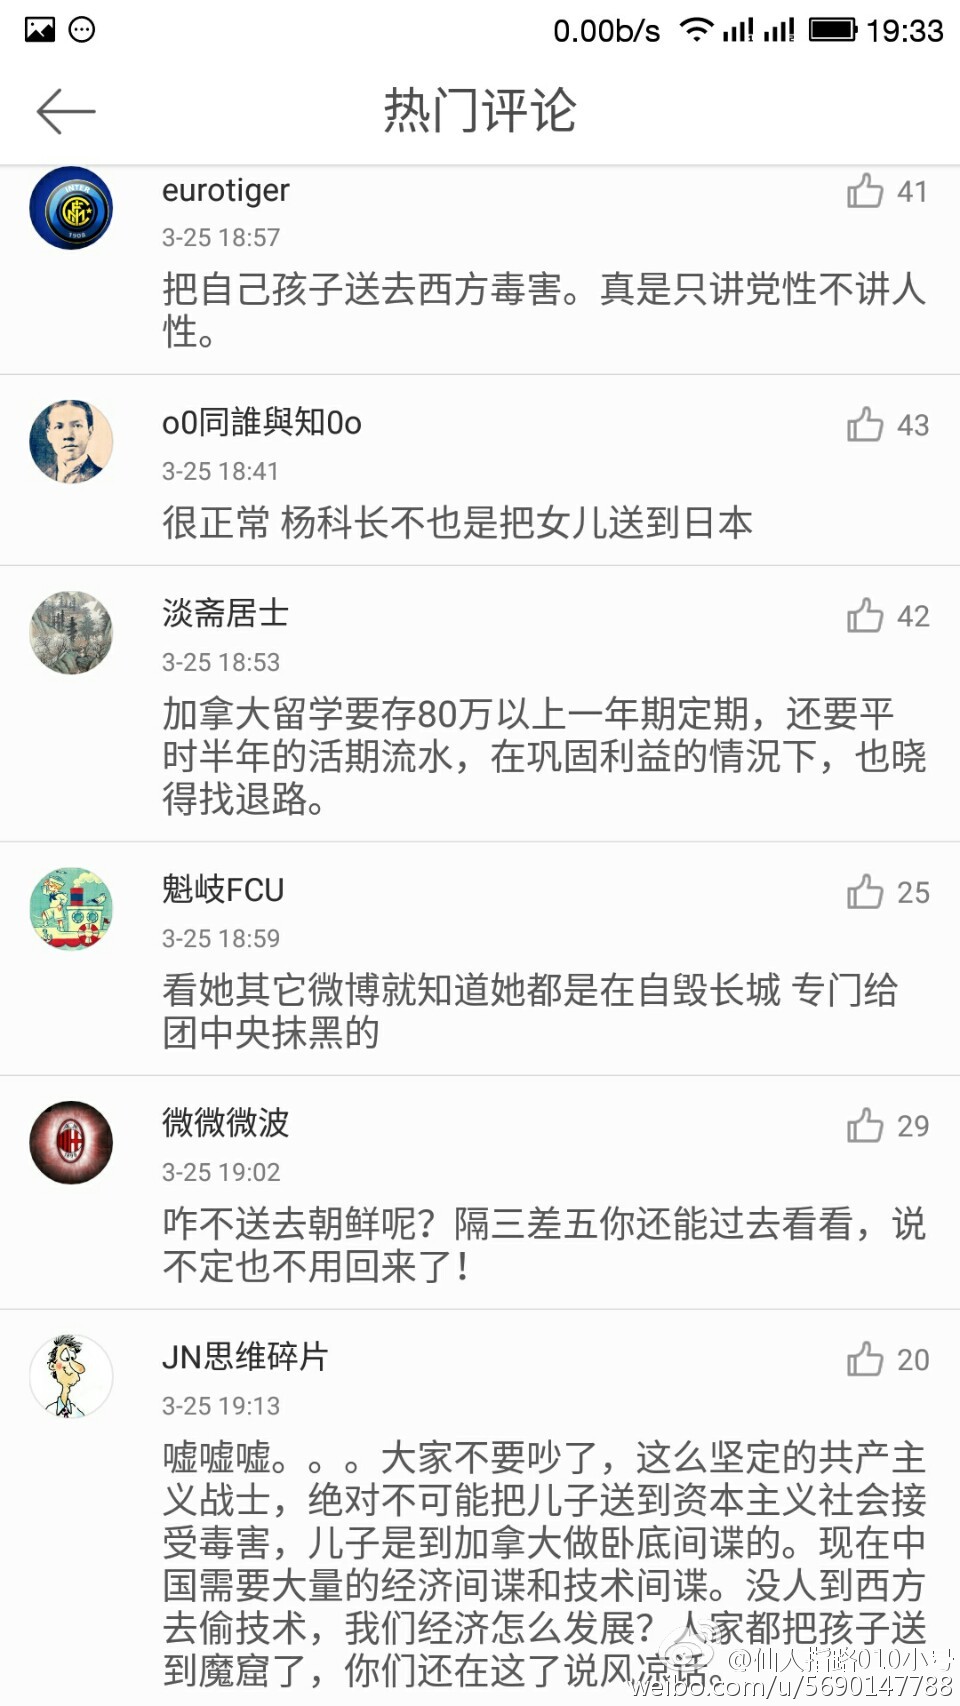 0.00b/s 19:33
热门评论
eurotiger 41
3-25 18:57
把自己孩子送去西方毒害。真是只讲党性不讲人
性。
o0同誰與知0o 43
3-25 18:41
很正常 杨科长不也是把女儿送到日本
淡斋居士 42
3-25 18:53
加拿大留学要存80万以上一年期定期，还要平
时半年的活期流水，在巩固利益的情況下，也晓
得找退路。
魁岐FCU 25
3-25 18:59
看她其它微博就知道她都是在自毁长城 专门给
团中央抹黑的
微微微波 29
3-25 19:02
咋不送去朝鲜呢？隔三差五你还能过去看看，说
不定也不用回来了！
JN思维碎片 20
3-25 19:13
嘘嘘嘘。。。大家不要吵了，这么坚定的共产主
义战士，绝对不可能把儿子送到资本主义社会接
受毒害，儿子是到加拿大做卧底间谍的。现在中
国需要大量的经济间谍和技术间谍。没人到西方
去偷技术，我们经济怎么发展？人家都把孩子送
到魔窟了，你们还在这了说风凉话。
@仙人指路010小号
weibo.com/u/5690147788